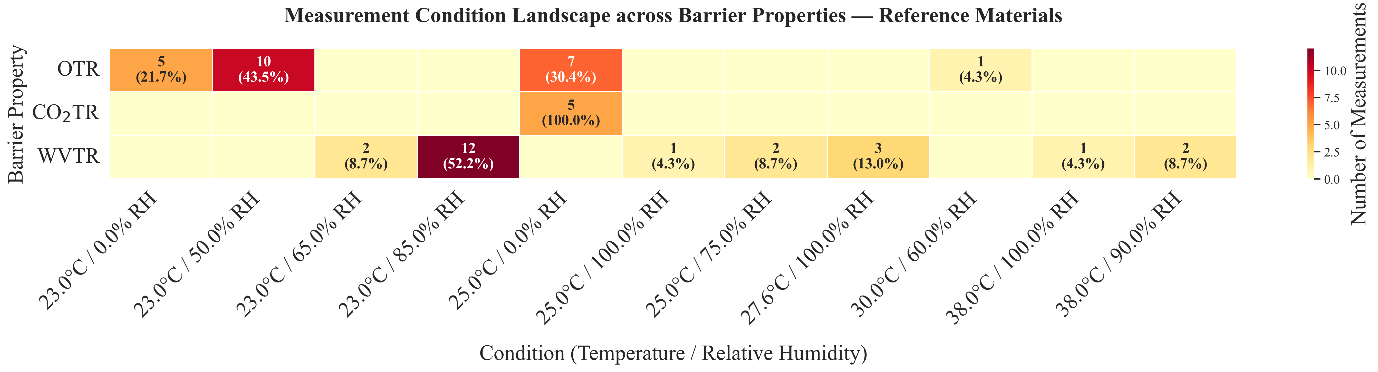 Measurement Condition Landscape across Barrier Properties — Reference Materials
Barrier Property
OTR
5
(21.7%)
10
(43.5%)
7
(30.4%)
1
(4.3%)
CO₂TR
5
(100.0%)
WVTR
2
(8.7%)
12
(52.2%)
1
(4.3%)
2
(8.7%)
3
(13.0%)
1
(4.3%)
2
(8.7%)
23.0°C / 0.0% RH
23.0°C / 50.0% RH
23.0°C / 65.0% RH
23.0°C / 85.0% RH
25.0°C / 0.0% RH
25.0°C / 100.0% RH
25.0°C / 75.0% RH
27.6°C / 100.0% RH
30.0°C / 60.0% RH
38.0°C / 100.0% RH
38.0°C / 90.0% RH
Condition (Temperature / Relative Humidity)
10.0
7.5
5.0
2.5
0.0
Number of Measurements